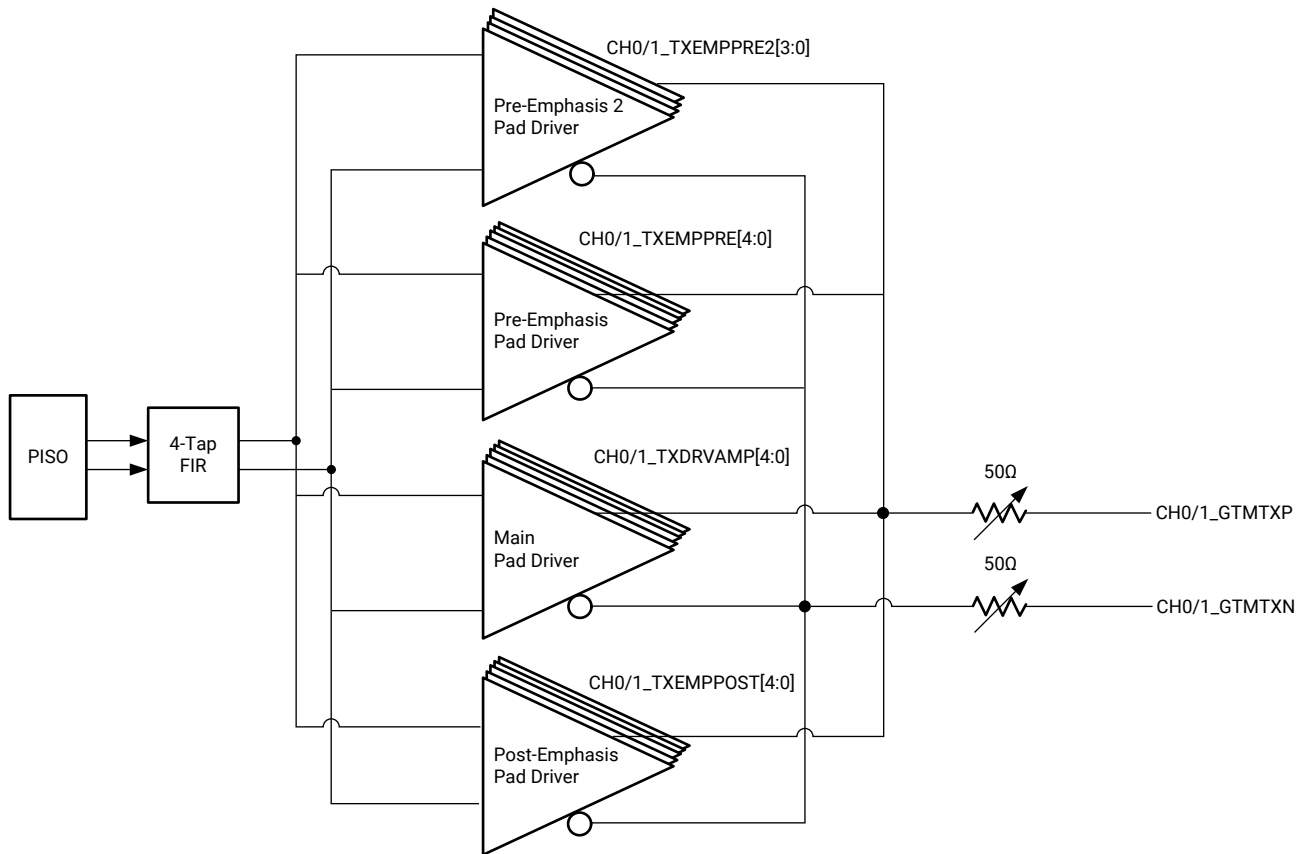 CH0/1_TXEMPPRE2[3:0]
Pre-Emphasis 2
Pad Driver
CH0/1_TXEMPPRE[4:0]
Pre-Emphasis
Pad Driver
PISO
4-Tap
FIR
CH0/1_TXDRVAMP[4:0]
Main
Pad Driver
50Ω
CH0/1_GTMTXP
50Ω
CH0/1_GTMTXN
CH0/1_TXEMPPOST[4:0]
Post-Emphasis
Pad Driver